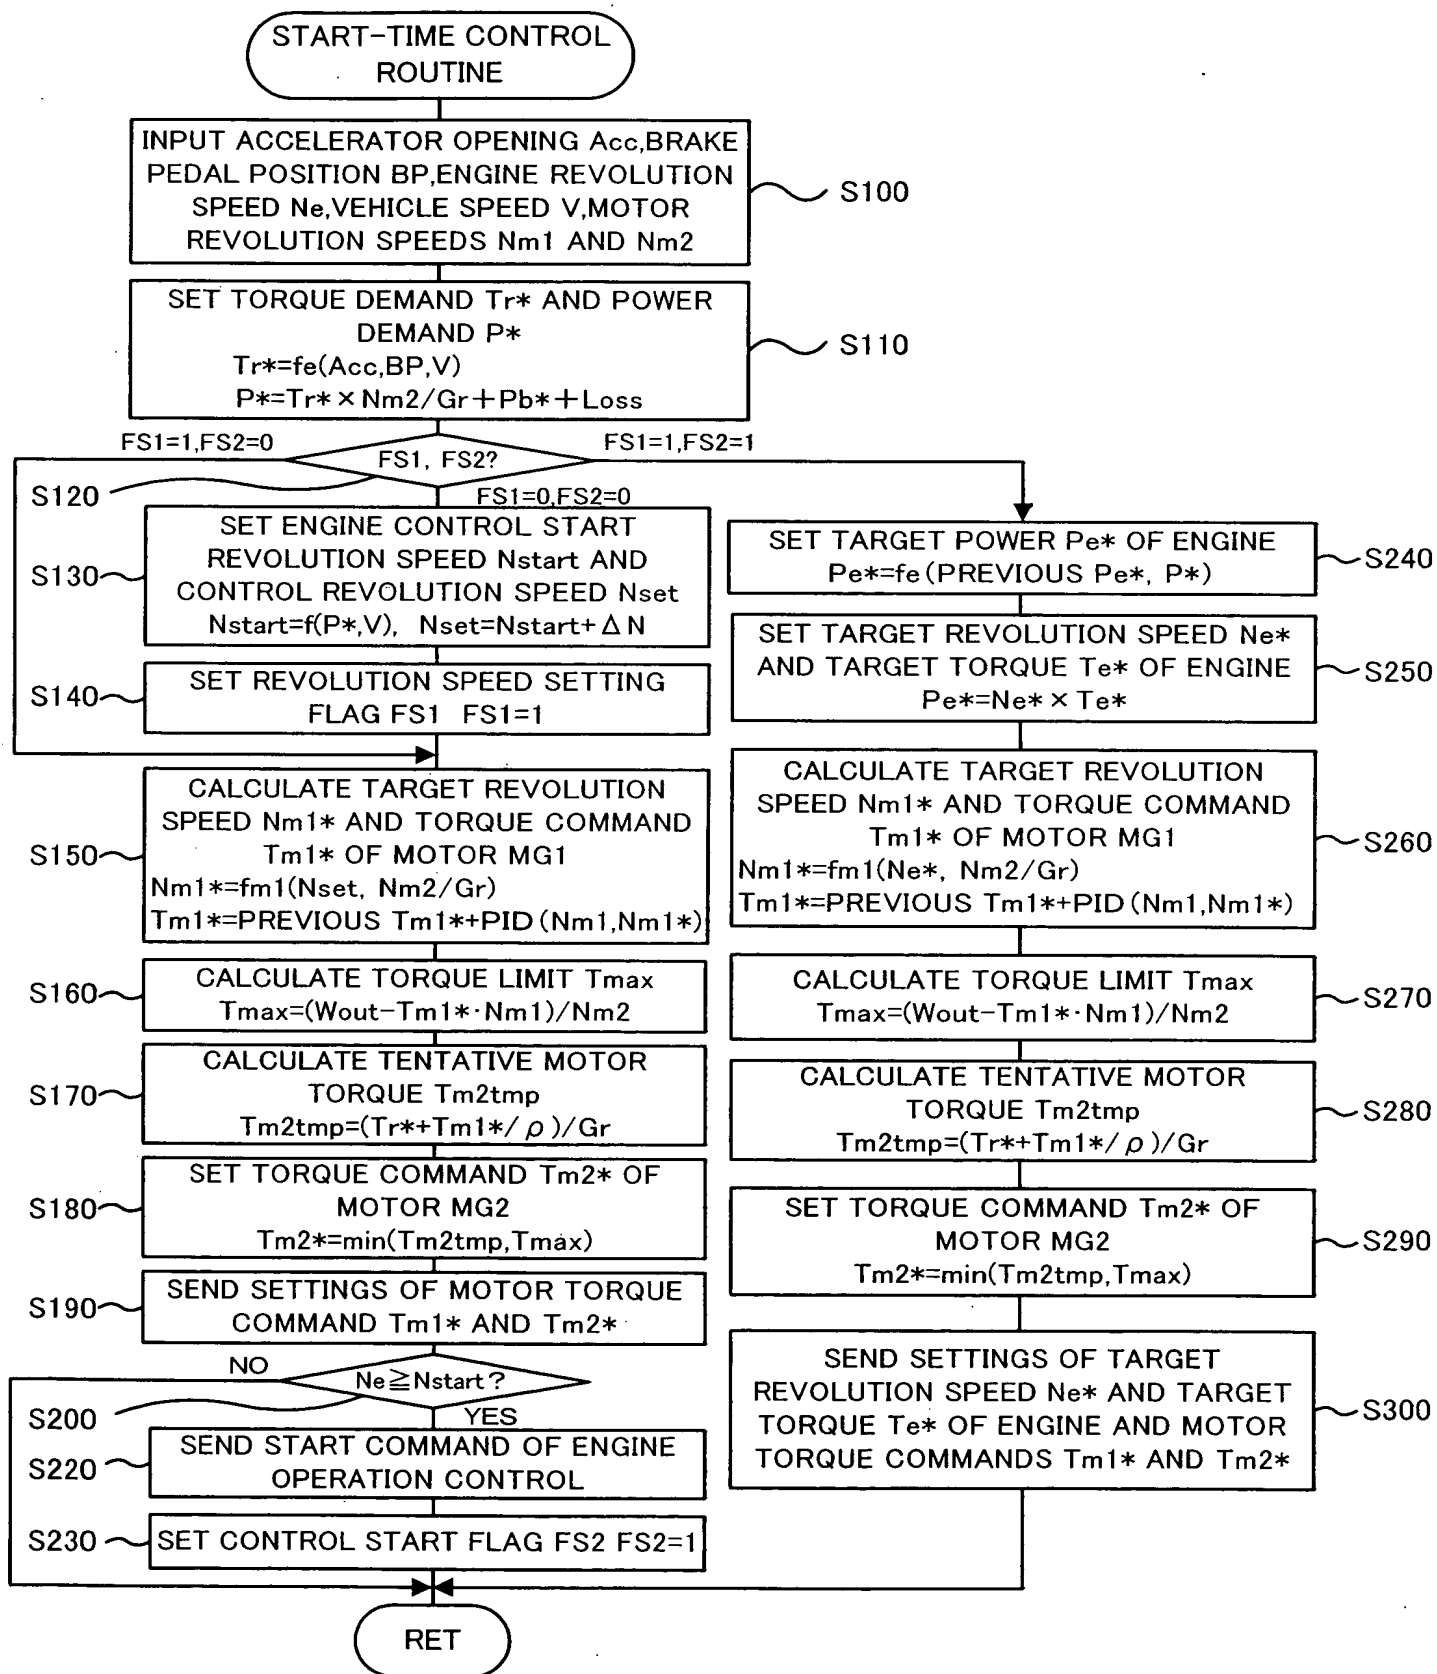 START-TIME CONTROL
ROUTINE
INPUT ACCELERATOR OPENING Acc,BRAKE
PEDAL POSITION BP,ENGINE REVOLUTION
SPEED Ne,VEHICLE SPEED V,MOTOR
REVOLUTION SPEEDS Nm1 AND Nm2
S100
SET TORQUE DEMAND Tr* AND POWER
DEMAND P*
Tr*=fe(Acc,BP,V)
P*=Tr*×Nm2/Gr+Pb*+Loss
S110
FS1=1,FS2=0
FS1=1,FS2=1
FS1, FS2?
S120
FS1=0,FS2=0
SET ENGINE CONTROL START
REVOLUTION SPEED Nstart AND
CONTROL REVOLUTION SPEED Nset
Nstart=f(P*,V), Nset=Nstart+ΔN
S130
SET REVOLUTION SPEED SETTING
FLAG FS1 FS1=1
S140
CALCULATE TARGET REVOLUTION
SPEED Nm1* AND TORQUE COMMAND
Tm1* OF MOTOR MG1
Nm1*=fm1(Nset, Nm2/Gr)
Tm1*=PREVIOUS Tm1*+PID(Nm1,Nm1*)
S150
CALCULATE TORQUE LIMIT Tmax
Tmax=(Wout-Tm1*·Nm1)/Nm2
S160
CALCULATE TENTATIVE MOTOR
TORQUE Tm2tmp
Tm2tmp=(Tr*+Tm1*/ρ)/Gr
S170
SET TORQUE COMMAND Tm2* OF
MOTOR MG2
Tm2*=min(Tm2tmp,Tmax)
S180
SEND SETTINGS OF MOTOR TORQUE
COMMAND Tm1* AND Tm2*
S190
NO
Ne≧Nstart?
S200
YES
SEND START COMMAND OF ENGINE
OPERATION CONTROL
S220
SET CONTROL START FLAG FS2 FS2=1
S230
SET TARGET POWER Pe* OF ENGINE
Pe*=fe(PREVIOUS Pe*, P*)
S240
SET TARGET REVOLUTION SPEED Ne*
AND TARGET TORQUE Te* OF ENGINE
Pe*=Ne*×Te*
S250
CALCULATE TARGET REVOLUTION
SPEED Nm1* AND TORQUE COMMAND
Tm1* OF MOTOR MG1
Nm1*=fm1(Ne*, Nm2/Gr)
Tm1*=PREVIOUS Tm1*+PID(Nm1,Nm1*)
S260
CALCULATE TORQUE LIMIT Tmax
Tmax=(Wout-Tm1*·Nm1)/Nm2
S270
CALCULATE TENTATIVE MOTOR
TORQUE Tm2tmp
Tm2tmp=(Tr*+Tm1*/ρ)/Gr
S280
SET TORQUE COMMAND Tm2* OF
MOTOR MG2
Tm2*=min(Tm2tmp,Tmax)
S290
SEND SETTINGS OF TARGET
REVOLUTION SPEED Ne* AND TARGET
TORQUE Te* OF ENGINE AND MOTOR
TORQUE COMMANDS Tm1* AND Tm2*
S300
RET